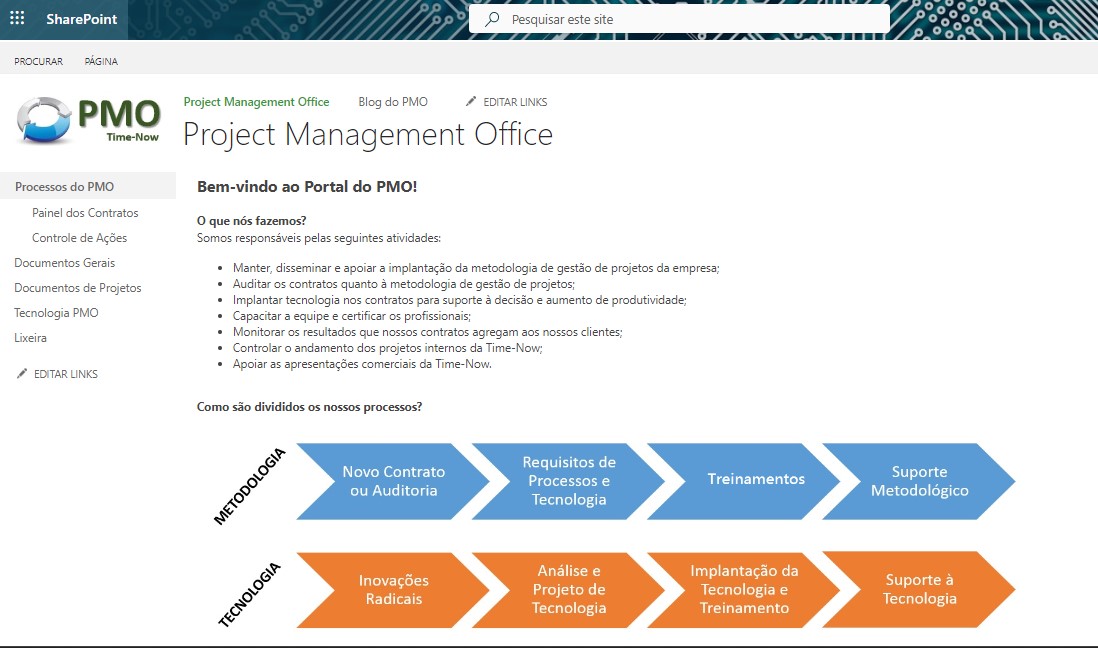 SharePoint
Pesquisar este site
PROCURAR PÁGINA
PMO
Time-Now
Project Management Office Blog do PMO EDITAR LINKS
Project Management Office
Processos do PMO
Painel dos Contratos
Controle de Ações
Documentos Gerais
Documentos de Projetos
Tecnologia PMO
Lixeira
EDITAR LINKS
Bem-vindo ao Portal do PMO!
O que nós fazemos?
Somos responsáveis pelas seguintes atividades:
• Manter, disseminar e apoiar a implantação da metodologia de gestão de projetos da empresa;
• Auditar os contratos quanto à metodologia de gestão de projetos;
• Implantar tecnologia nos contratos para suporte à decisão e aumento de produtividade;
• Capacitar a equipe e certificar os profissionais;
• Monitorar os resultados que nossos contratos agregam aos nossos clientes;
• Controlar o andamento dos projetos internos da Time-Now;
• Apoiar as apresentações comerciais da Time-Now.
Como são divididos os nossos processos?
METODOLOGIA
Novo Contrato
ou Auditoria
Requisitos de
Processos e
Tecnologia
Treinamentos
Suporte
Metodológico
TECNOLOGIA
Inovações
Radicais
Análise e
Projeto de
Tecnologia
Implantação da
Tecnologia e
Treinamento
Suporte à
Tecnologia